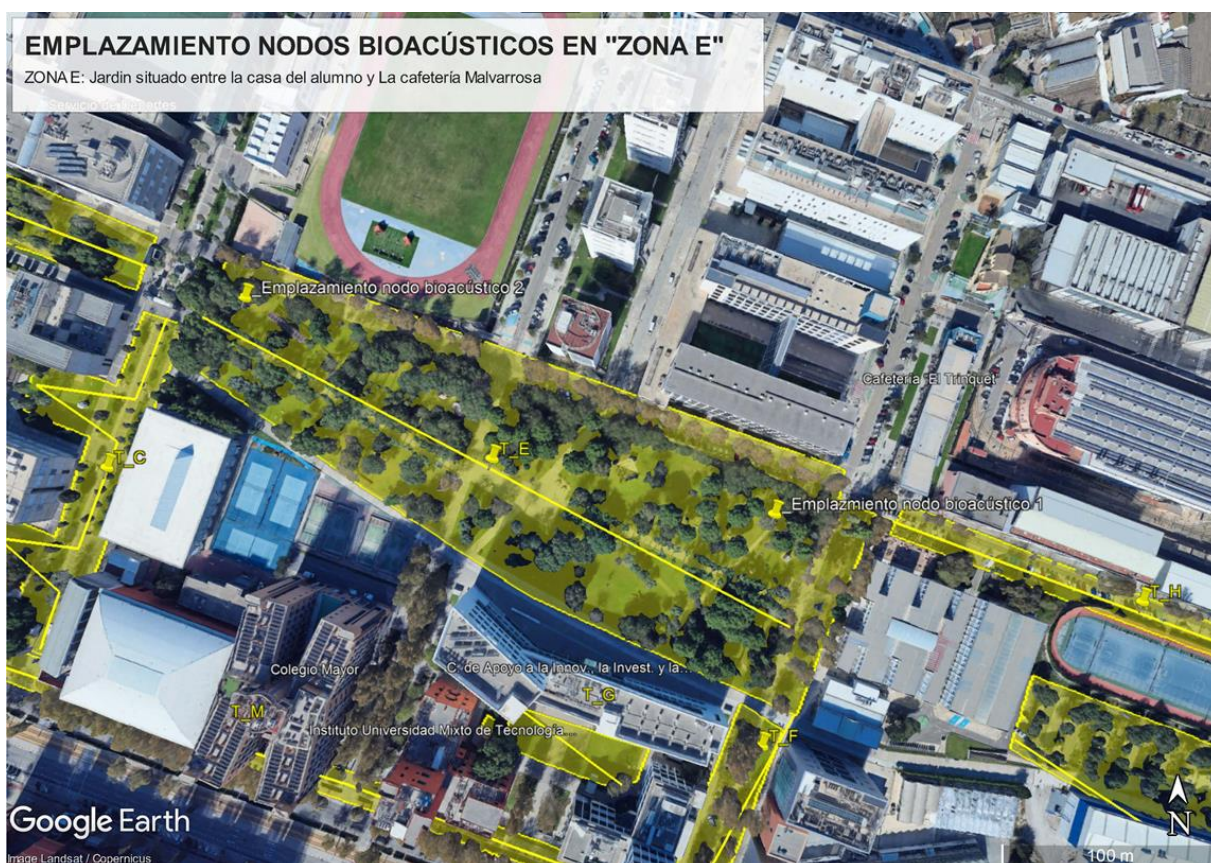 EMPLAZAMIENTO NODOS BIOACÚSTICOS EN "ZONA E"
ZONA E: Jardin situado entre la casa del alumno y La cafetería Malvarrosa
_Emplazamiento nodo bioacústico 2
Cafetería "El Trinquet"
T_C
T_E
_Emplazmiento nodo bioacústico 1
T_H
Colegio Mayor
C. de Apoyo a la Innov., la Invest. y la...
T_G
T_M
Instituto Universidad Mixto de Tecnología...
T_F
N
Google Earth
Image Landsat / Copernicus
100 m